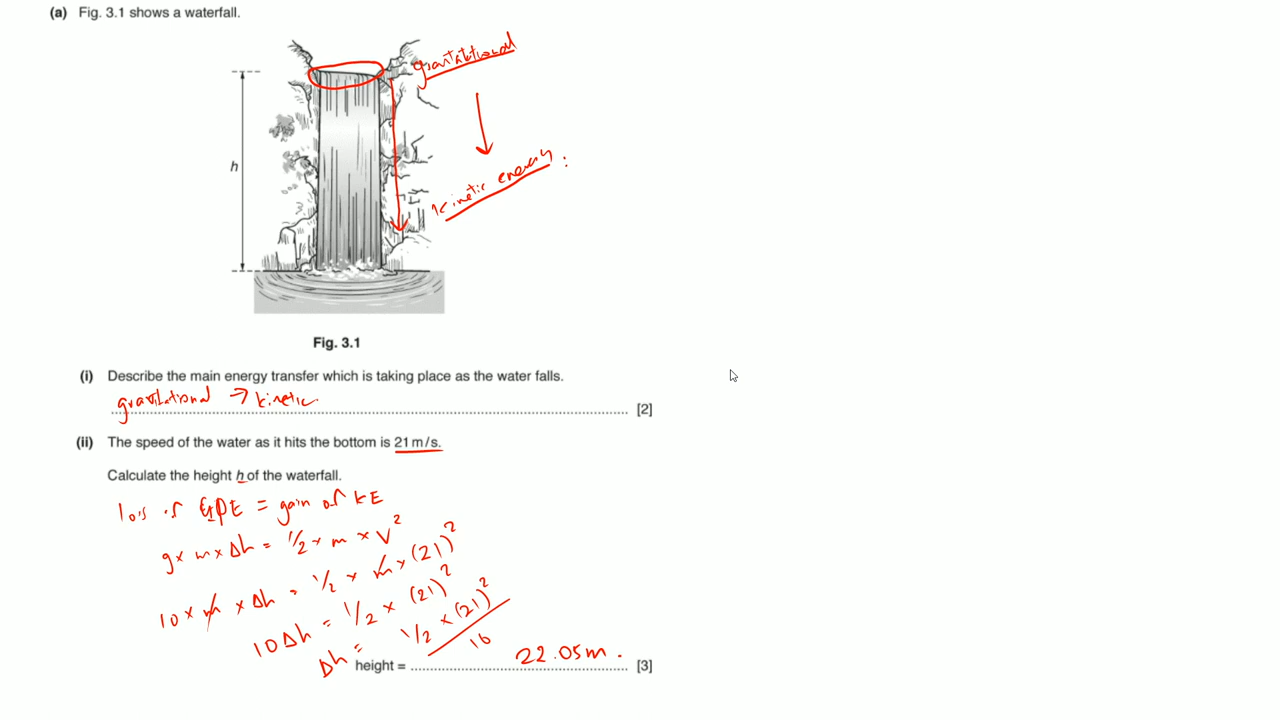 (a) Fig. 3.1 shows a waterfall.
gravitational
h
kinetic energy :
Fig. 3.1
(i) Describe the main energy transfer which is taking place as the water falls.
gravitational → kinetic.
[2]
(ii) The speed of the water as it hits the bottom is 21 m/s.
Calculate the height h of the waterfall.
loss of GPE = gain of KE
g × m × Δh = 1/2 × m × V²
10 × m × Δh = 1/2 × m × (21)²
10Δh = 1/2 × (21)²
Δh = 1/2 × (21)²
10
height = 22.05m. [3]